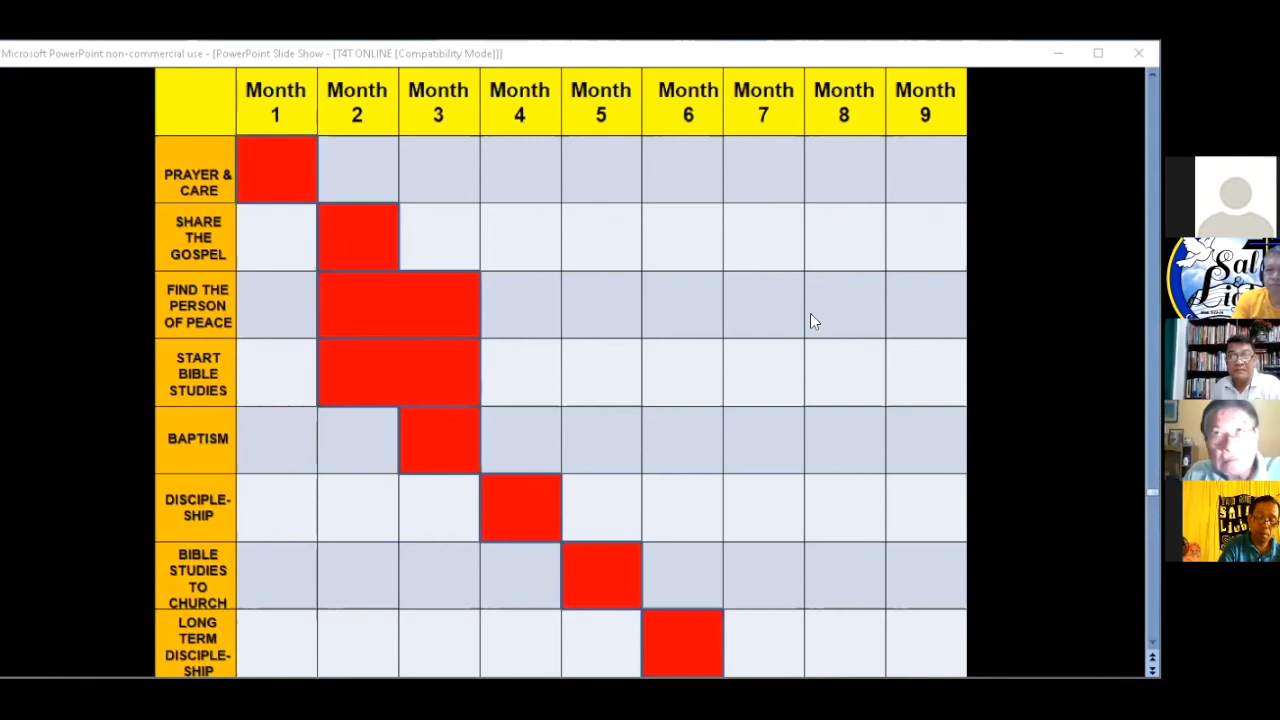 Microsoft PowerPoint non-commercial use - [PowerPoint Slide Show - [T4T ONLINE [Compatibility Mode]]]
Month Month Month Month Month Month Month Month Month
1 2 3 4 5 6 7 8 9
PRAYER &
CARE
SHARE
THE
GOSPEL
FIND THE
PERSON
OF PEACE
START
BIBLE
STUDIES
BAPTISM
DISCIPLE-
SHIP
BIBLE
STUDIES
TO
CHURCH
LONG
TERM
DISCIPLE-
SHIP